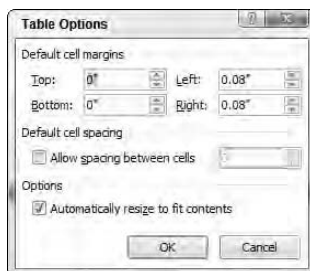 Table Options
Default cell margins
Top: 0" Left: 0.08"
Bottom: 0" Right: 0.08"
Default cell spacing
Allow spacing between cells
Options
Automatically resize to fit contents
OK Cancel